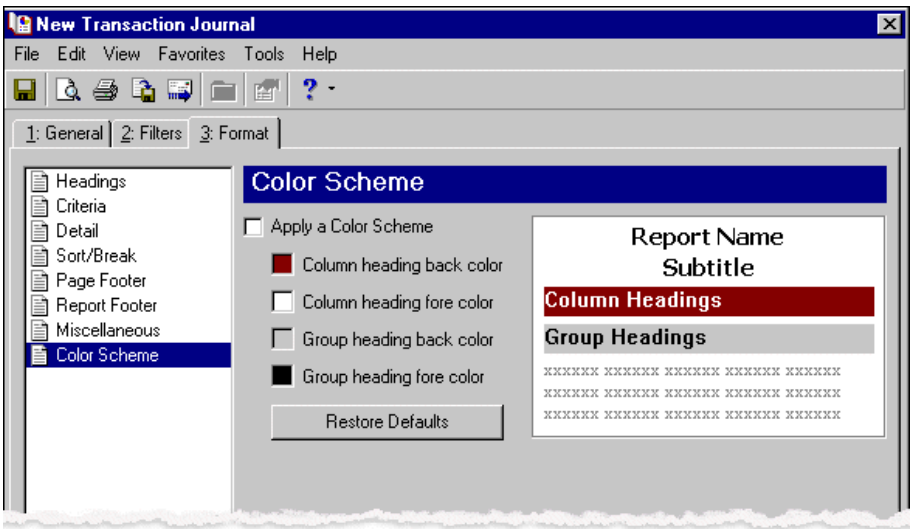 New Transaction Journal
File Edit View Favorites Tools Help
1: General 2: Filters 3: Format
Headings
Criteria
Detail
Sort/Break
Page Footer
Report Footer
Miscellaneous
Color Scheme
Color Scheme
Apply a Color Scheme
Column heading back color
Column heading fore color
Group heading back color
Group heading fore color
Restore Defaults
Report Name
Subtitle
Column Headings
Group Headings
xxxxxx xxxxxx xxxxxx xxxxxx xxxxxx
xxxxxx xxxxxx xxxxxx xxxxxx xxxxxx
xxxxxx xxxxxx xxxxxx xxxxxx xxxxxx